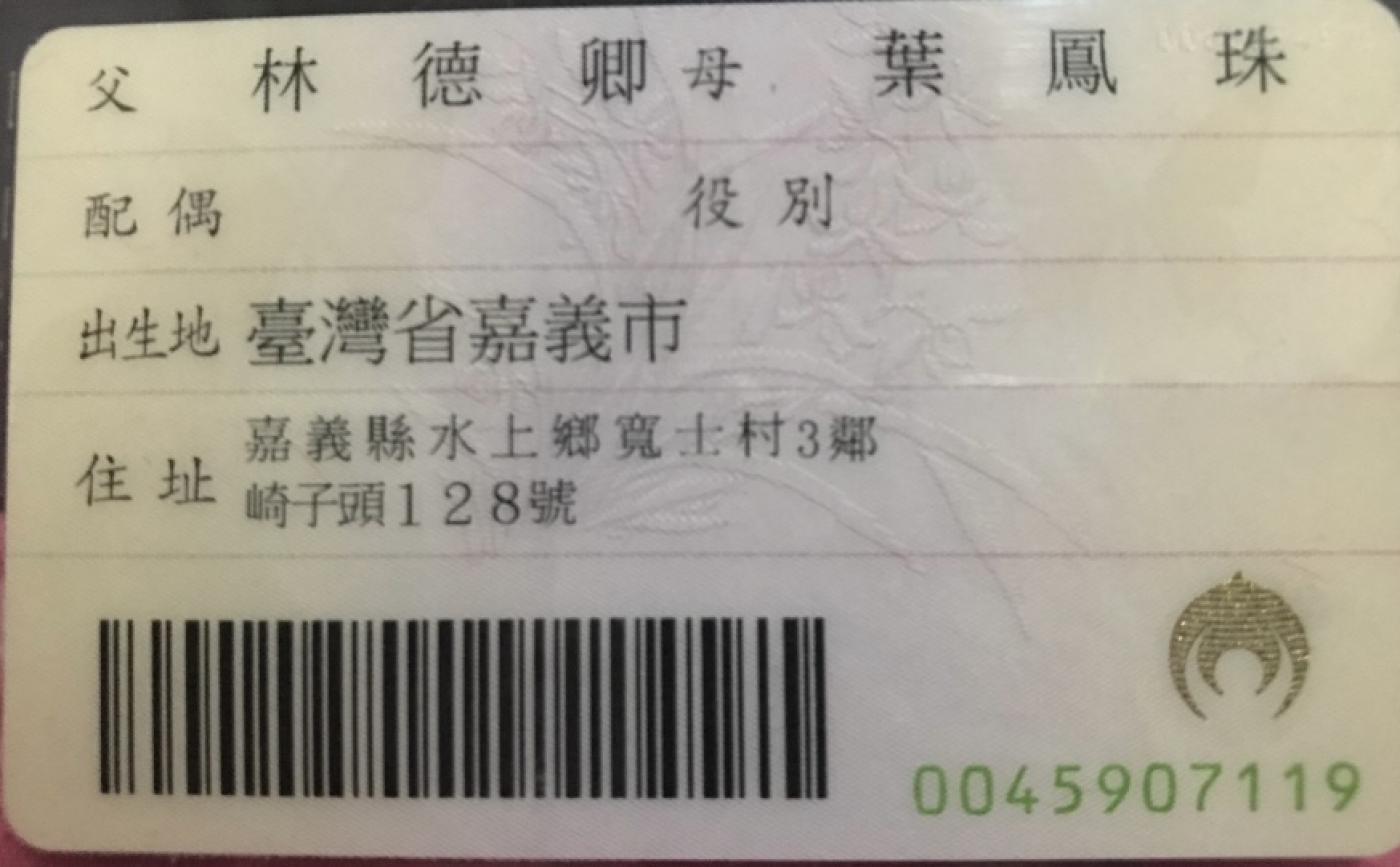 父 林德卿 母 葉鳳珠
配偶 役別
出生地 臺灣省嘉義市
住址 嘉義縣水上鄉寬士村3鄰
崎子頭128號
0045907119